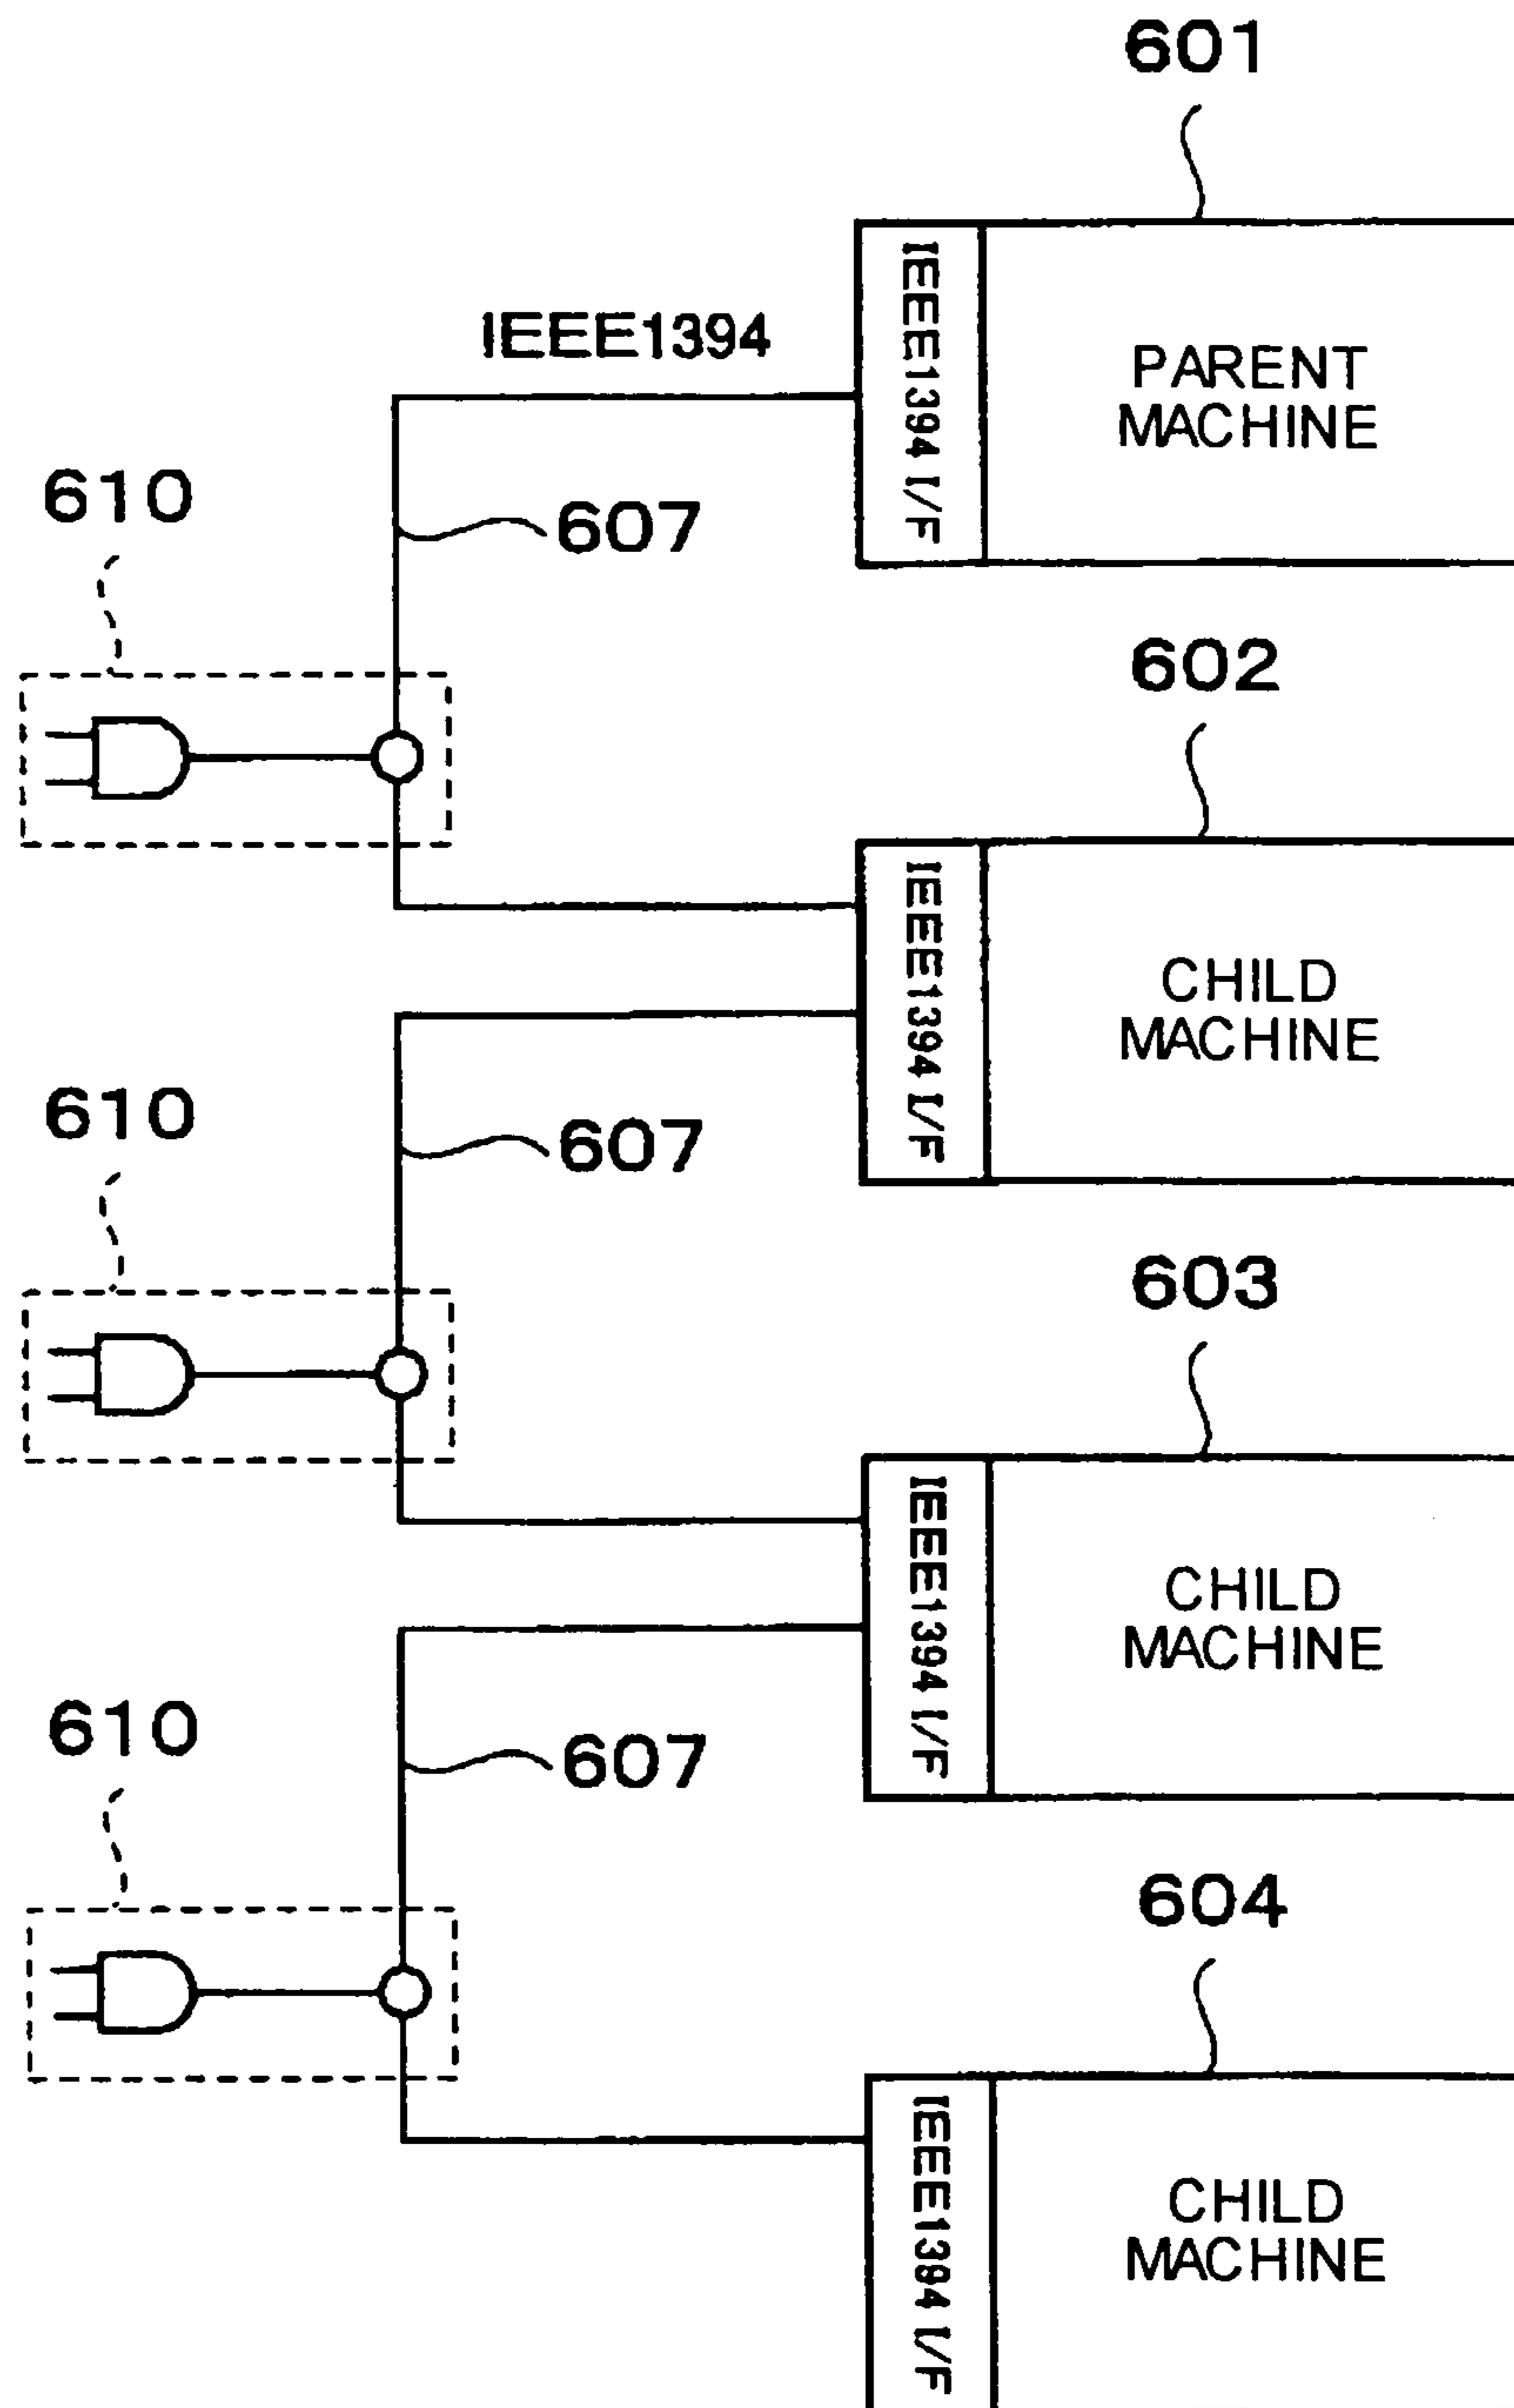 601
IEEE1394
IEEE1394 I/F
PARENT
MACHINE
610
607
602
IEEE1394 I/F
CHILD
MACHINE
610
607
603
IEEE1394 I/F
CHILD
MACHINE
610
607
604
IEEE1394 I/F
CHILD
MACHINE